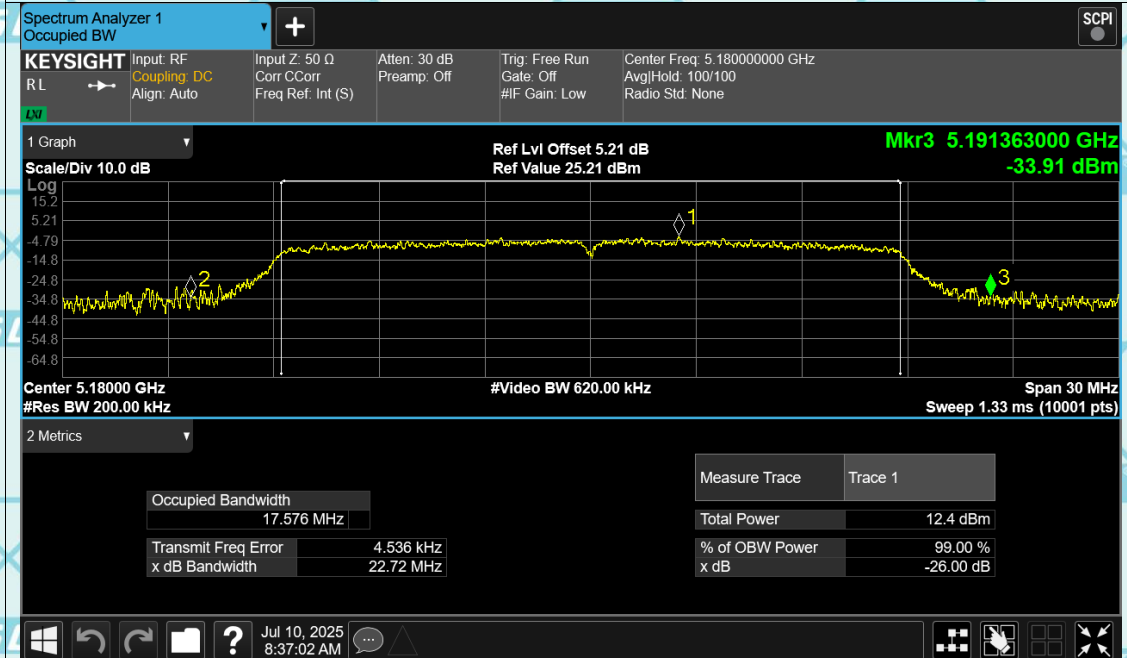 Spectrum Analyzer 1
Occupied BW
+
SCPI
KEYSIGHT
R L
LXI
Input: RF
Coupling: DC
Align: Auto
Input Z: 50 Ω
Corr CCorr
Freq Ref: Int (S)
Atten: 30 dB
Preamp: Off
Trig: Free Run
Gate: Off
#IF Gain: Low
Center Freq: 5.180000000 GHz
Avg|Hold: 100/100
Radio Std: None
1 Graph
Scale/Div 10.0 dB
Log
Ref Lvl Offset 5.21 dB
Ref Value 25.21 dBm
Mkr3 5.191363000 GHz
-33.91 dBm
15.2
5.21
-4.79
-14.8
-24.8
-34.8
-44.8
-54.8
-64.8
1
2
3
Center 5.18000 GHz
#Video BW 620.00 kHz
Span 30 MHz
#Res BW 200.00 kHz
Sweep 1.33 ms (10001 pts)
2 Metrics
Occupied Bandwidth
17.576 MHz
Transmit Freq Error 4.536 kHz
x dB Bandwidth 22.72 MHz
Measure Trace Trace 1
Total Power 12.4 dBm
% of OBW Power 99.00 %
x dB -26.00 dB
?
Jul 10, 2025
8:37:02 AM